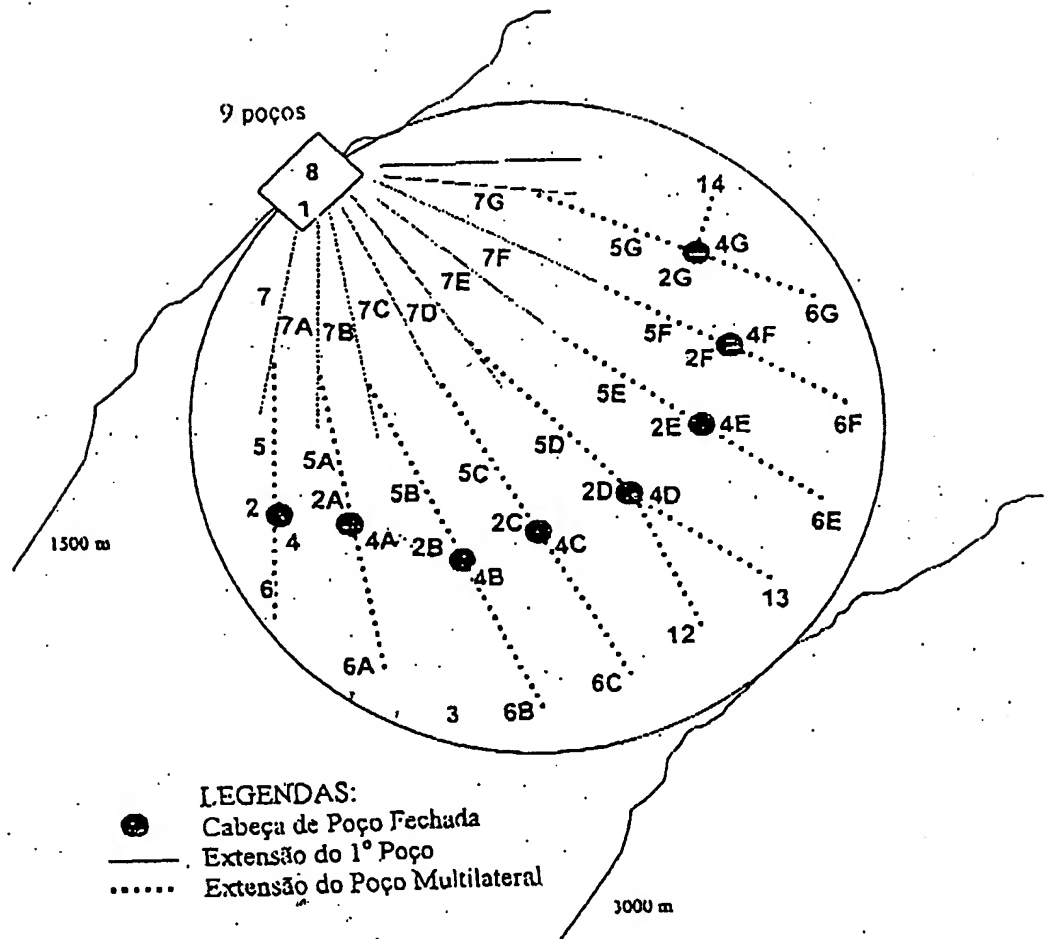 9 poços
8
1
14
7G
5G
4G
2G
7F
7E
6G
7
7C
7D
7A
7B
5F
4F
2F
5E
6F
2E
4E
5
5A
5D
5C
5B
2D
4D
6E
2
2A
2C
4
4A
2B
4C
4B
1500 m
6
13
12
6A
6C
3
6B
LEGENDAS:
Cabeça de Poço Fechada
Extensão do 1º Poço
Extensão do Poço Multilateral
3000 m